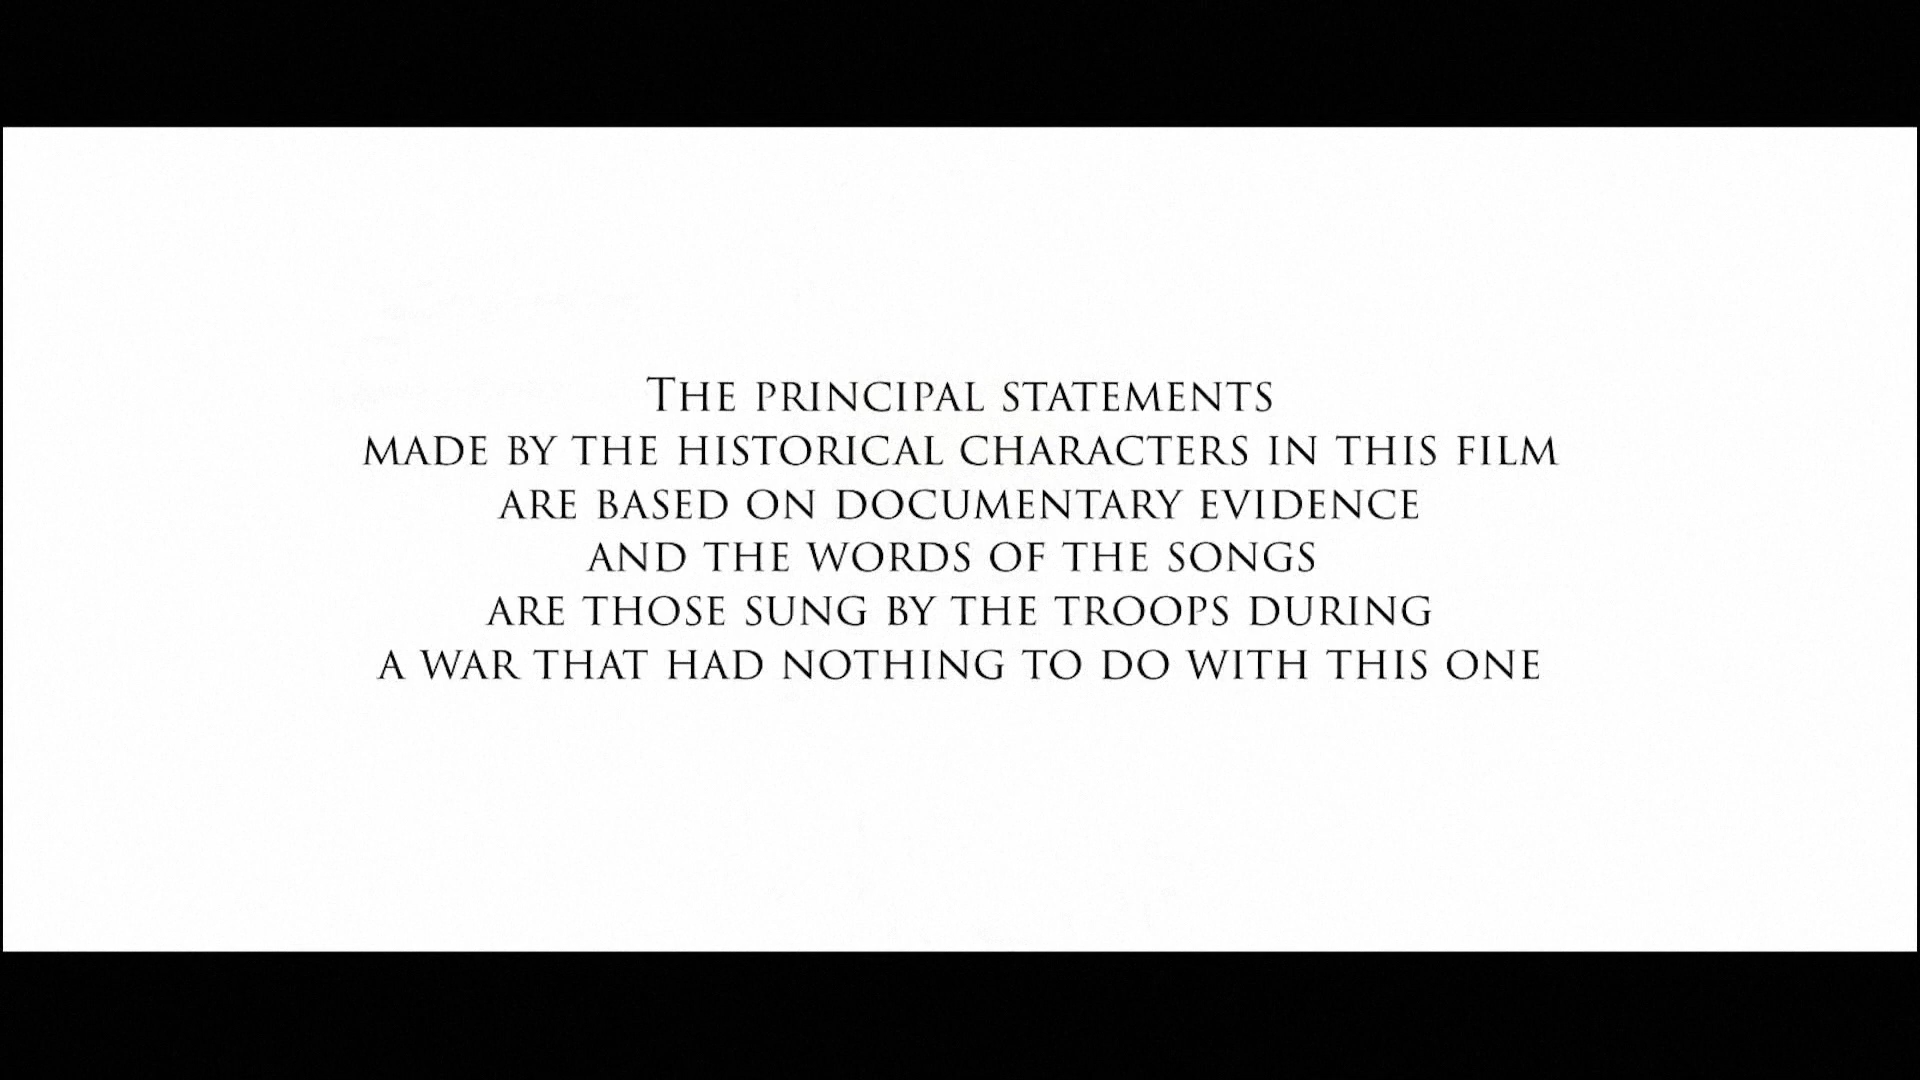 The principal statements
made by the historical characters in this film
are based on documentary evidence
and the words of the songs
are those sung by the troops during
a war that had nothing to do with this one